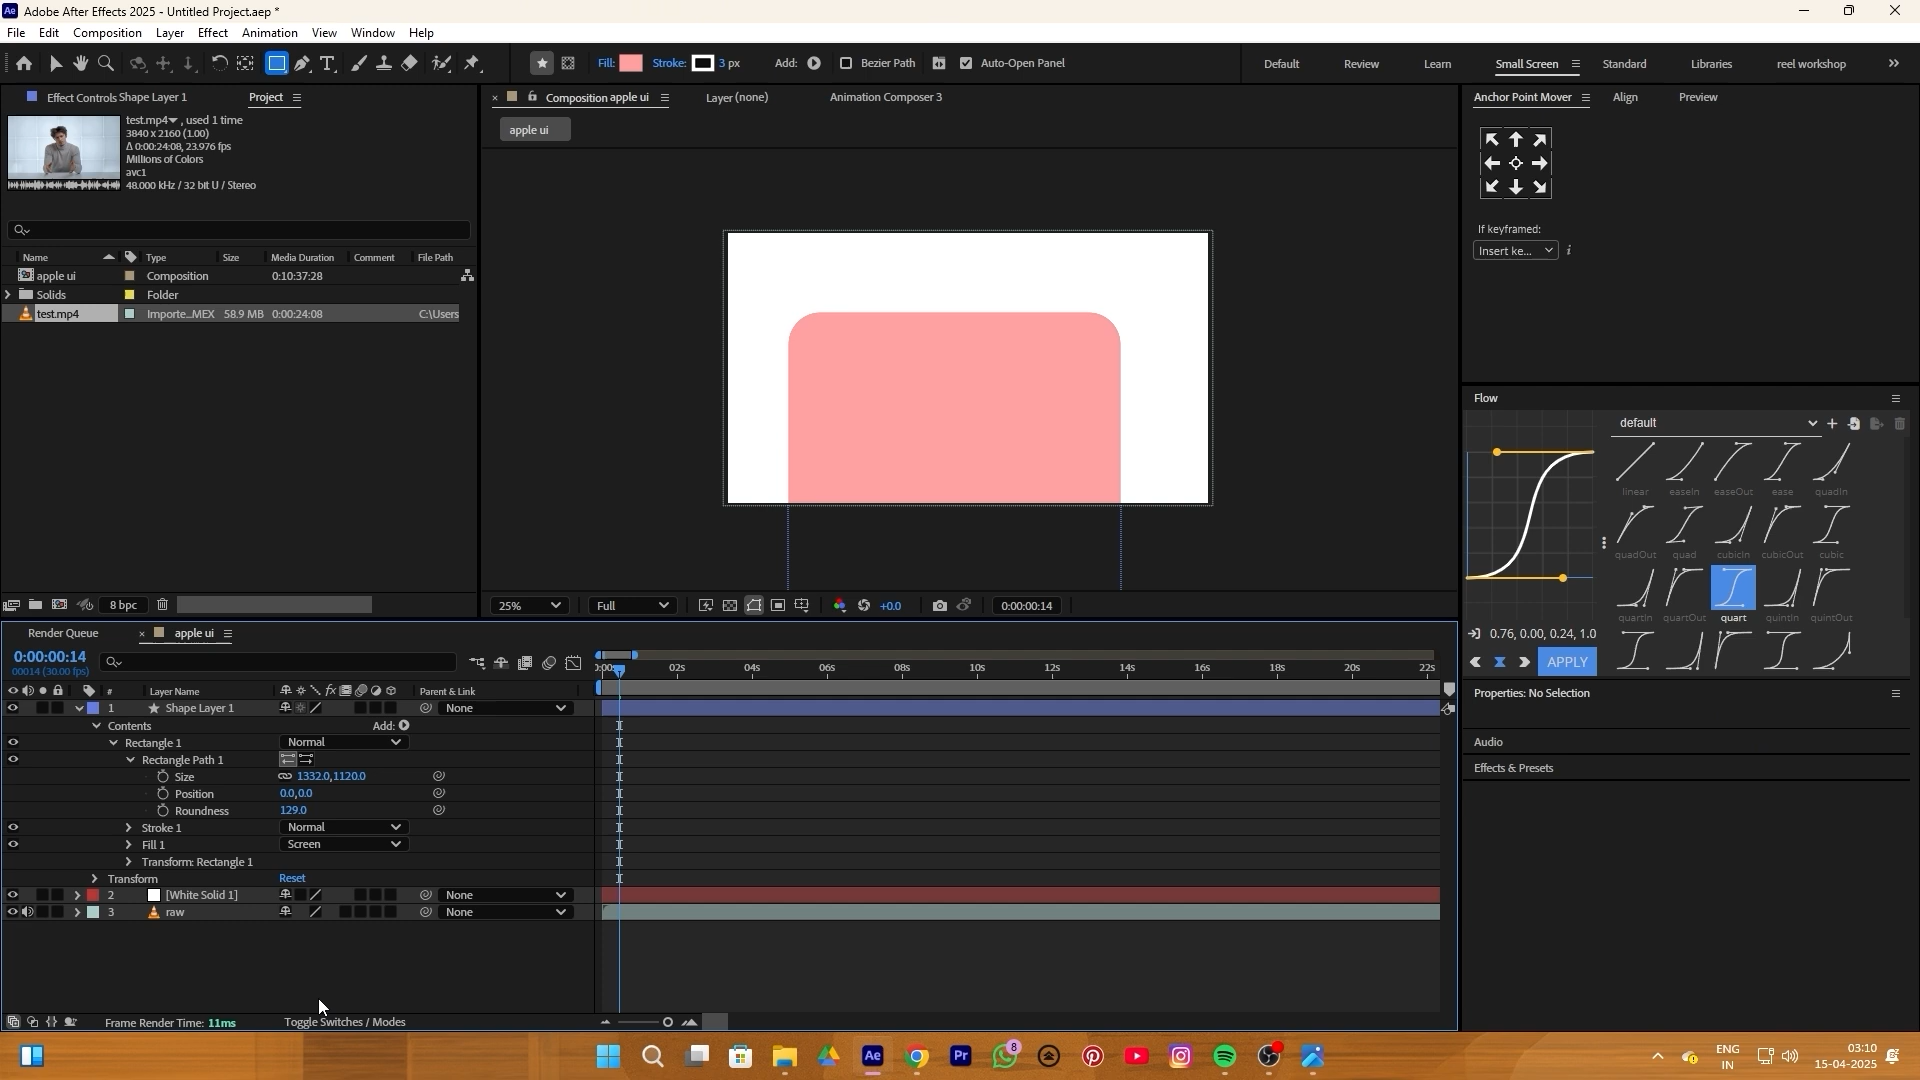 Adobe After Effects 2025 - Untitled Project.aep *
File Edit Composition Layer Effect Animation View Window Help
Fill: Stroke: 3 px Add: Bezier Path Auto-Open Panel Default Review Learn Small Screen Standard Libraries reel workshop
Effect Controls Shape Layer 1 Project
test.mp4 , used 1 time
3840 x 2160 (1.00)
Δ 0:00:24:08, 23.976 fps
Millions of Colors
avc1
48.000 kHz / 32 bit U / Stereo
Name Type Size Media Duration Comment File Path
apple ui Composition 0:10:37:28
Solids Folder
test.mp4 Importe...MEX 58.9 MB 0:00:24:08 C:\Users
8 bpc
Composition apple ui Layer (none) Animation Composer 3
apple ui
25% Full +0.0 0:00:00:14
Anchor Point Mover Align Preview
If keyframed:
Insert ke...
Flow
default
linear easeIn easeOut ease quadIn
quadOut quad cubicIn cubicOut cubic
quartIn quartOut quart quintIn quintOut
0.76, 0.00, 0.24, 1.0
APPLY
Properties: No Selection
Audio
Effects & Presets
Render Queue apple ui
0:00:00:14
00014 (30.00 fps)
02s 04s 06s 08s 10s 12s 14s 16s 18s 20s 22s
# Layer Name Parent & Link
1 Shape Layer 1 None
Contents Add:
Rectangle 1 Normal
Rectangle Path 1
Size 1332.0,1120.0
Position 0.0,0.0
Roundness 129.0
Stroke 1 Normal
Fill 1 Screen
Transform: Rectangle 1
Transform Reset
2 [White Solid 1] None
3 raw None
Frame Render Time: 11ms Toggle Switches / Modes
Ae Pr 8
ENG
IN
03:10
15-04-2025